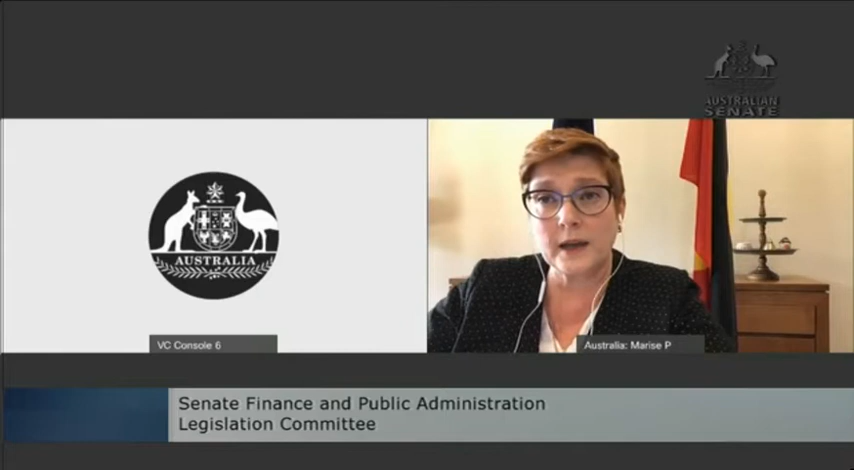 AUSTRALIAN
SENATE
AUSTRALIA
VC Console 6
Australia: Marise P
Senate Finance and Public Administration
Legislation Committee